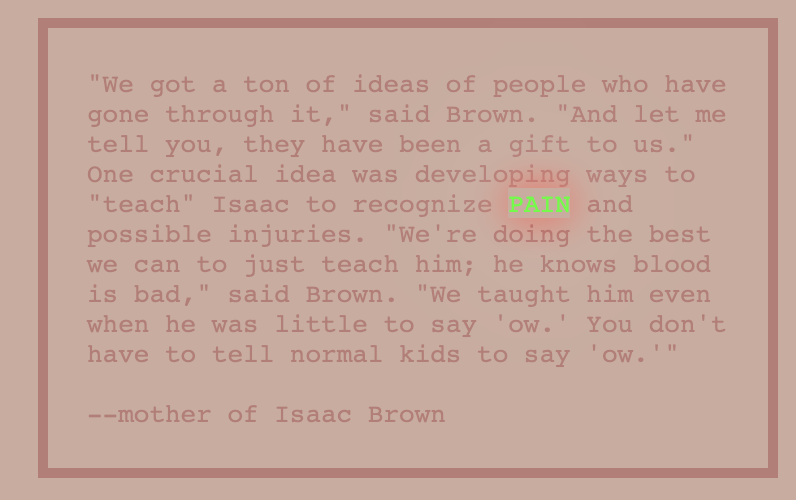 "We got a ton of ideas of people who have
gone through it," said Brown. "And let me
tell you, they have been a gift to us."
One crucial idea was developing ways to
"teach" Isaac to recognize PAIN and
possible injuries. "We're doing the best
we can to just teach him; he knows blood
is bad," said Brown. "We taught him even
when he was little to say 'ow.' You don't
have to tell normal kids to say 'ow.'"
--mother of Isaac Brown